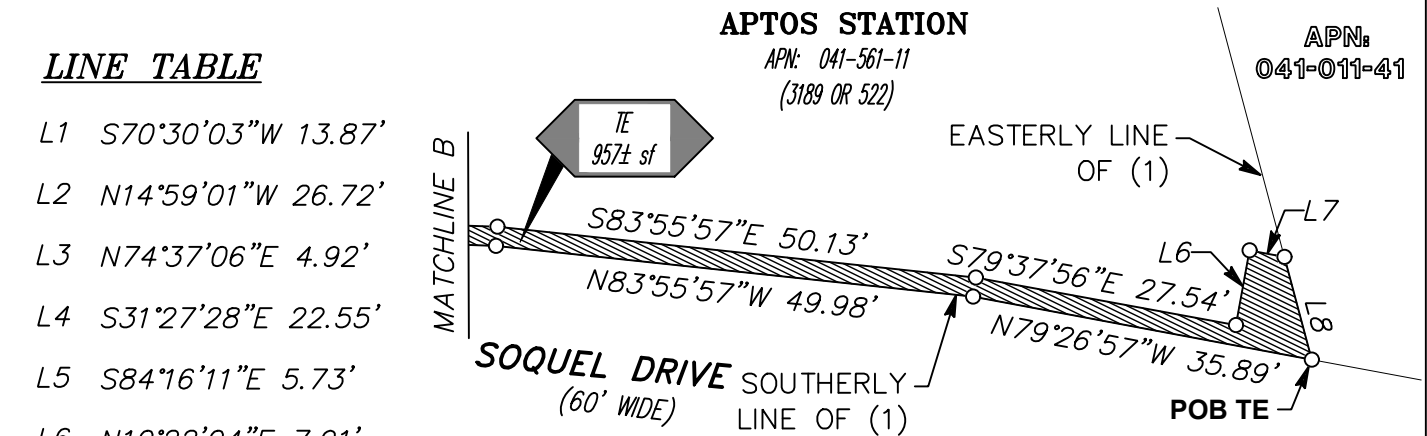 LINE TABLE
L1 S70°30'03"W 13.87'
L2 N14°59'01"W 26.72'
L3 N74°37'06"E 4.92'
L4 S31°27'28"E 22.55'
L5 S84°16'11"E 5.73'
MATCHLINE B
TE
957± sf
APTOS STATION
APN: 041-561-11
(3189 OR 522)
APN:
041-011-41
EASTERLY LINE
OF (1)
L7
L6
L8
S83°55'57"E 50.13'
N83°55'57"W 49.98'
S79°37'56"E 27.54'
N79°26'57"W 35.89'
SOQUEL DRIVE
(60' WIDE)
SOUTHERLY
LINE OF (1)
POB TE